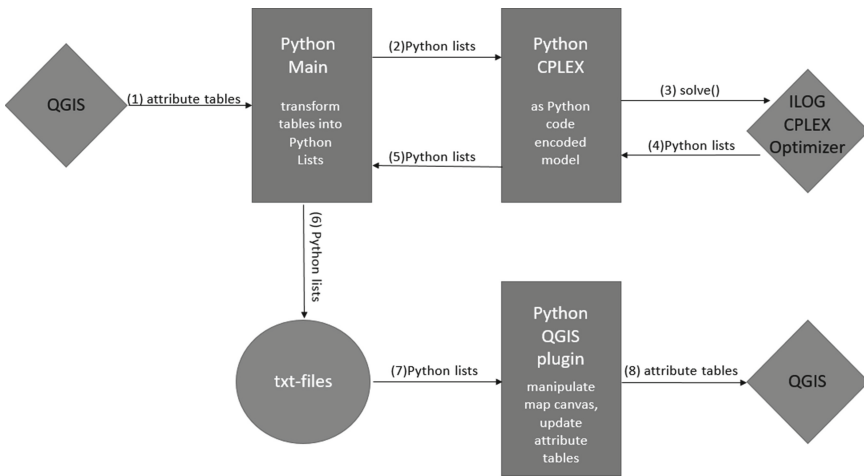 QGIS
(1) attribute tables
Python
Main
transform
tables into
Python
Lists
(2)Python lists
Python
CPLEX
as Python
code
encoded
model
(3) solve()
ILOG
CPLEX
Optimizer
(4)Python lists
(5)Python lists
(6) Python
lists
txt-files
(7)Python lists
Python
QGIS
plugin
manipulate
map canvas,
update
attribute
tables
(8) attribute tables
QGIS